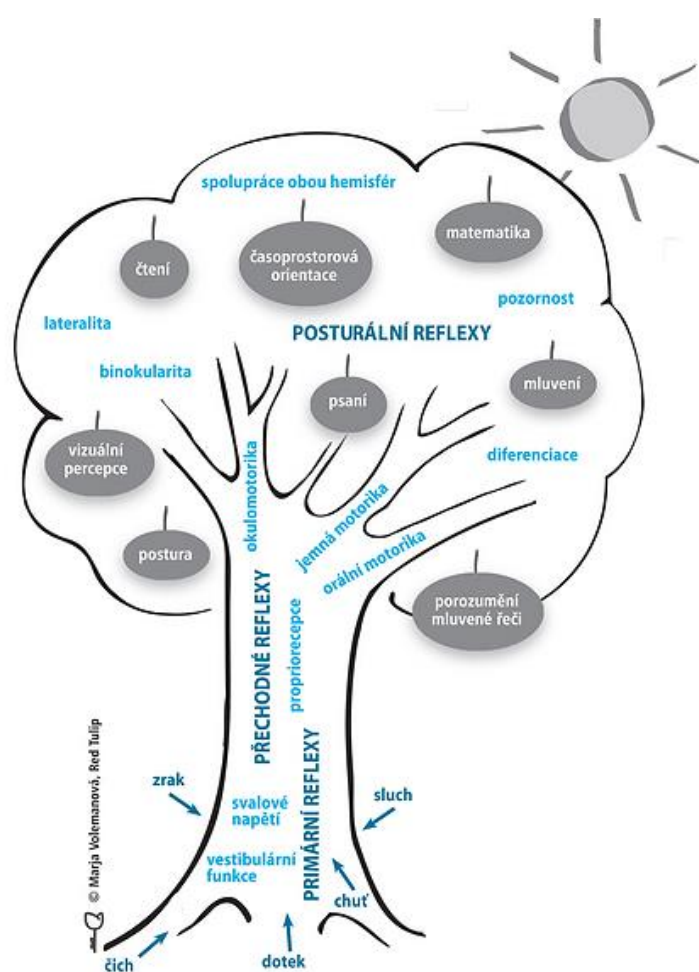 spolupráce obou hemisfér
matematika
čtení
časoprostorová
orientace
pozornost
lateralita
POSTURÁLNÍ REFLEXY
binokularita
psaní
mluvení
vizuální
percepce
diferenciace
okulomotorika
jemná motorika
orální motorika
postura
porozumění
mluvené řeči
propriorecepce
PŘECHODNÉ REFLEXY
PRIMÁRNÍ REFLEXY
zrak
sluch
svalové
napětí
vestibulární
funkce
chuť
čich
dotek
© Marja Volemanová, Red Tulip